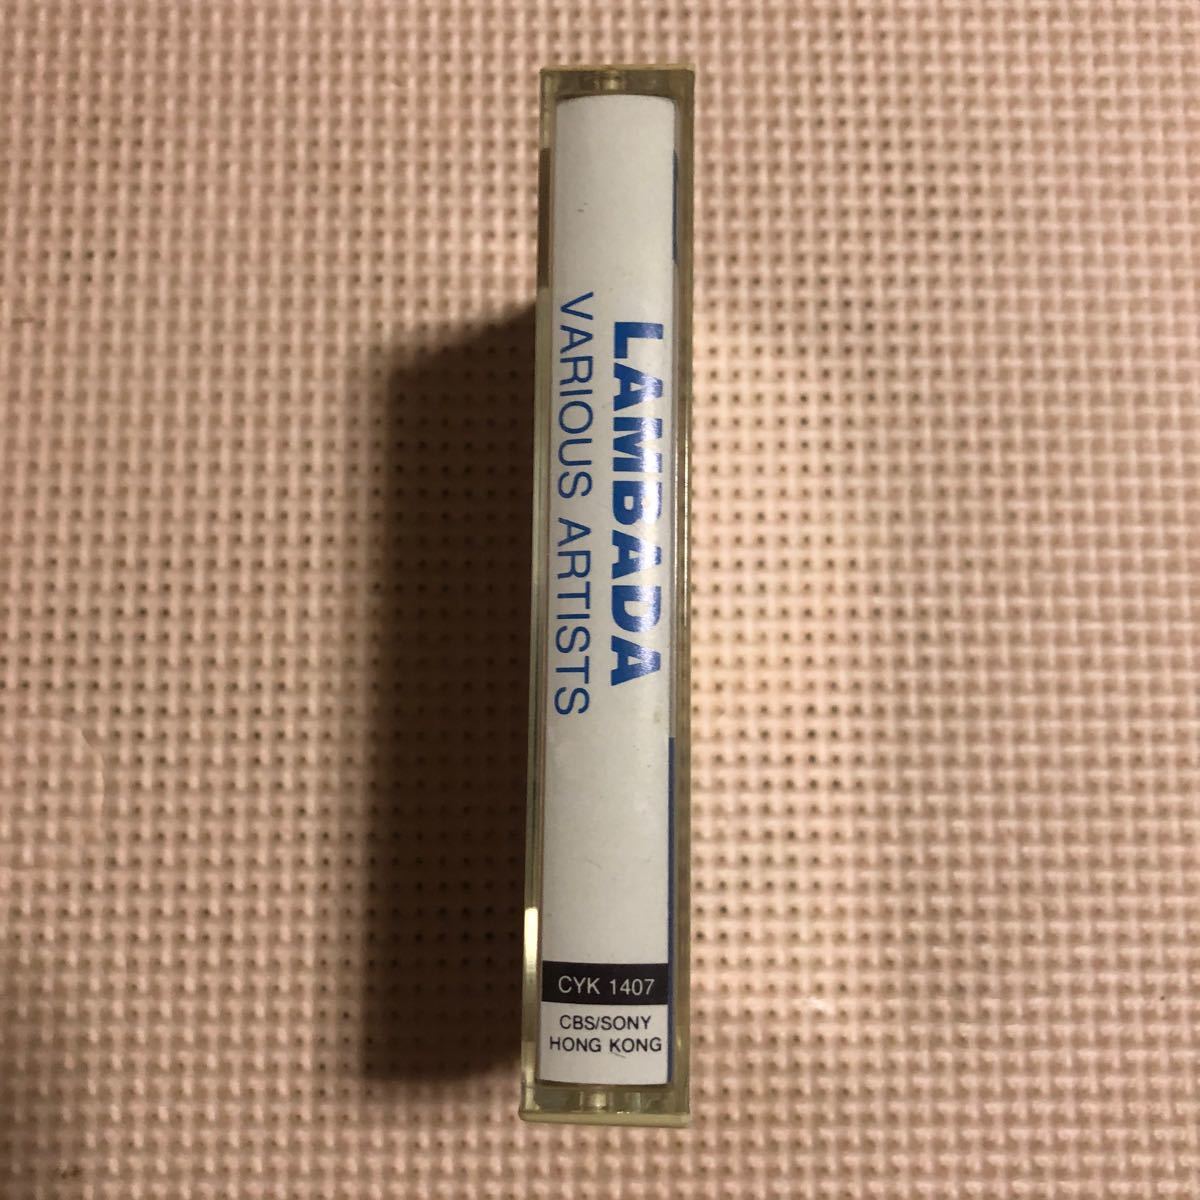 LAMBADA
VARIOUS ARTISTS
CYK 1407
CBS/SONY
HONG KONG